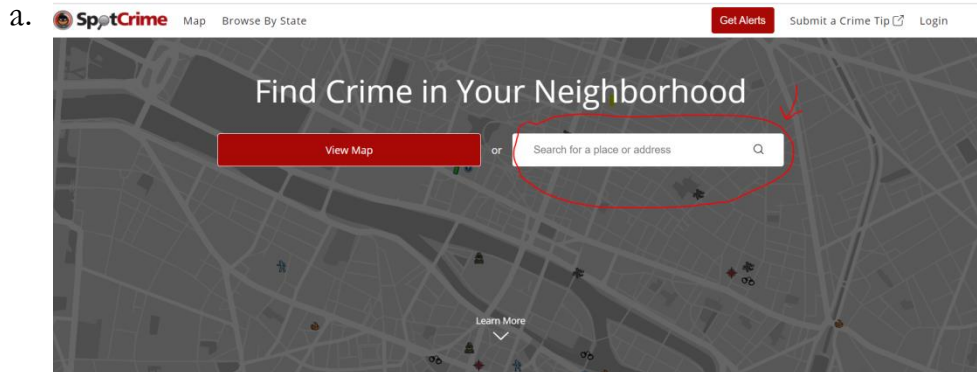 a. SpotCrime Map Browse By State Get Alerts Submit a Crime Tip Login
Find Crime in Your Neighborhood
View Map or Search for a place or address
Learn More